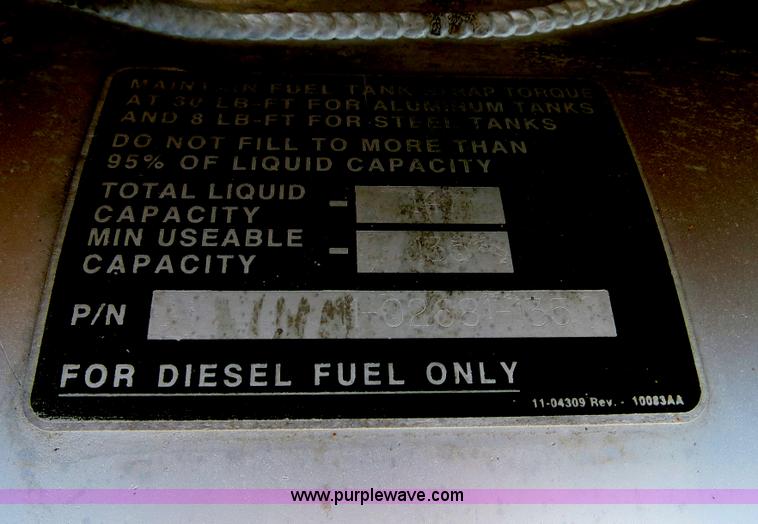 MAINTAIN FUEL TANK STRAP TORQUE
AT 30 LB-FT FOR ALUMINUM TANKS
AND 8 LB-FT FOR STEEL TANKS
DO NOT FILL TO MORE THAN
95% OF LIQUID CAPACITY
TOTAL LIQUID
CAPACITY -
MIN USEABLE
CAPACITY -
P/N
FOR DIESEL FUEL ONLY
11-04309 Rev. - 10083AA
www.purplewave.com